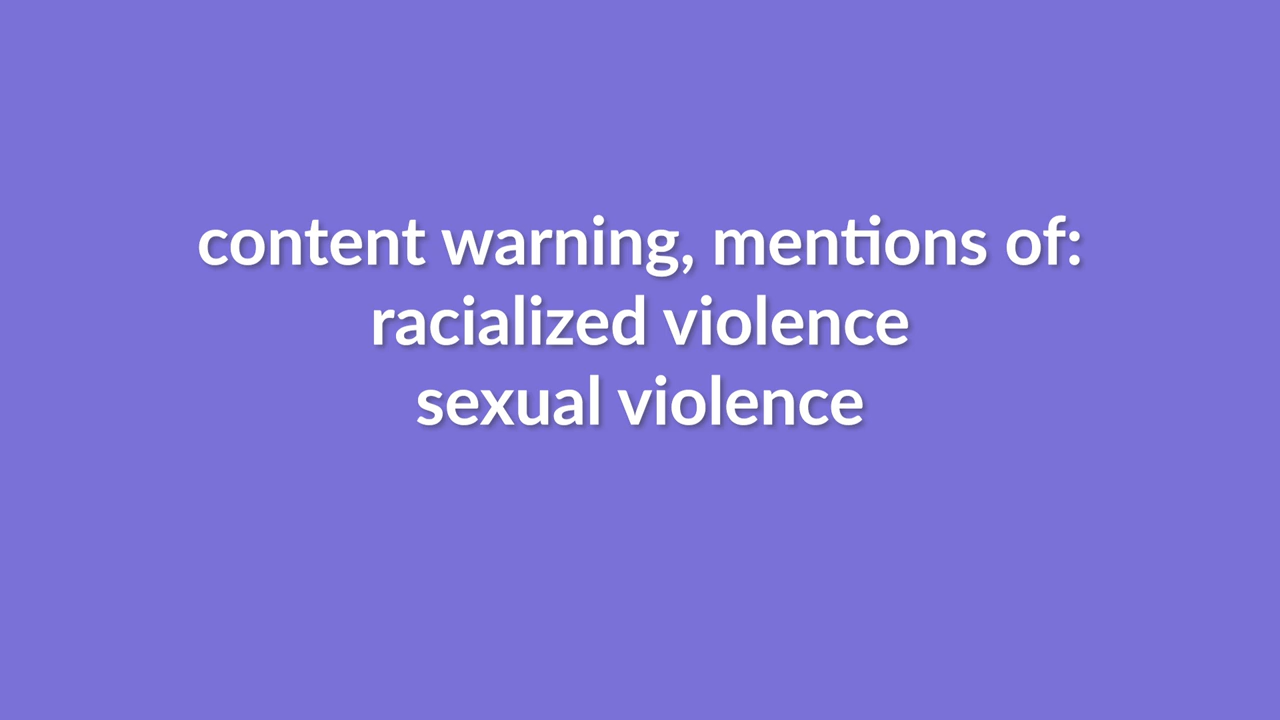 content warning, mentions of:
racialized violence
sexual violence